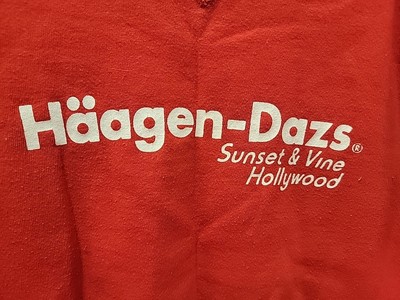 Häagen-Dazs®
Sunset & Vine
Hollywood